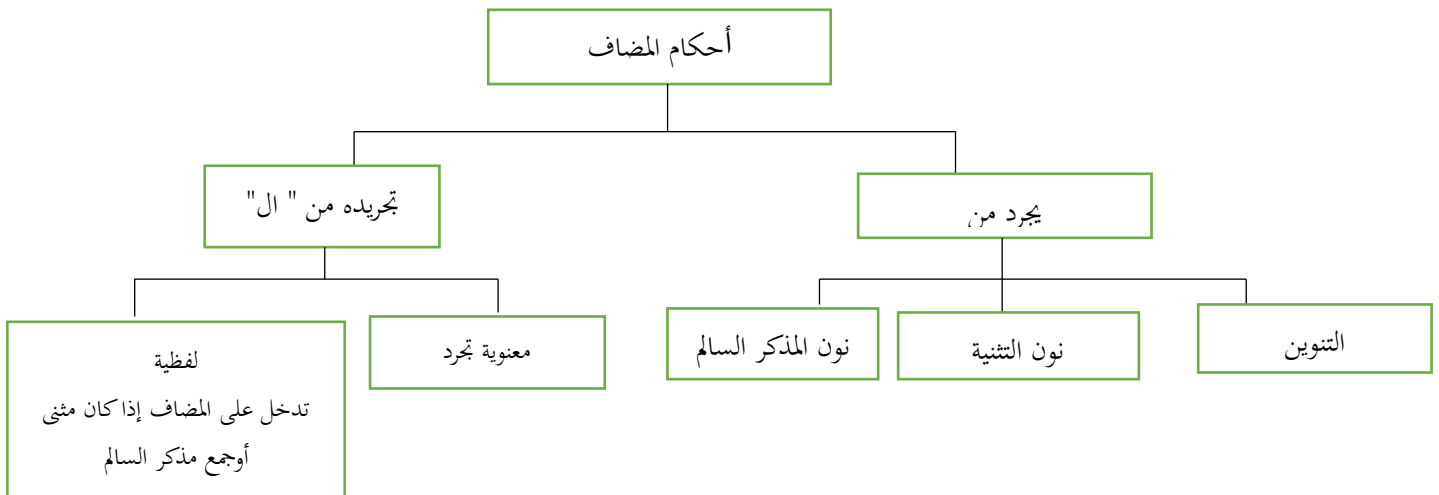 أحكام المضاف
يجرد من
تجريده من " ال"
التنوين
نون التثنية
نون المذكر السالم
معنوية تجرد
لفظية
تدخل على المضاف إذا كان مثنى
أوجمع مذكر السالم